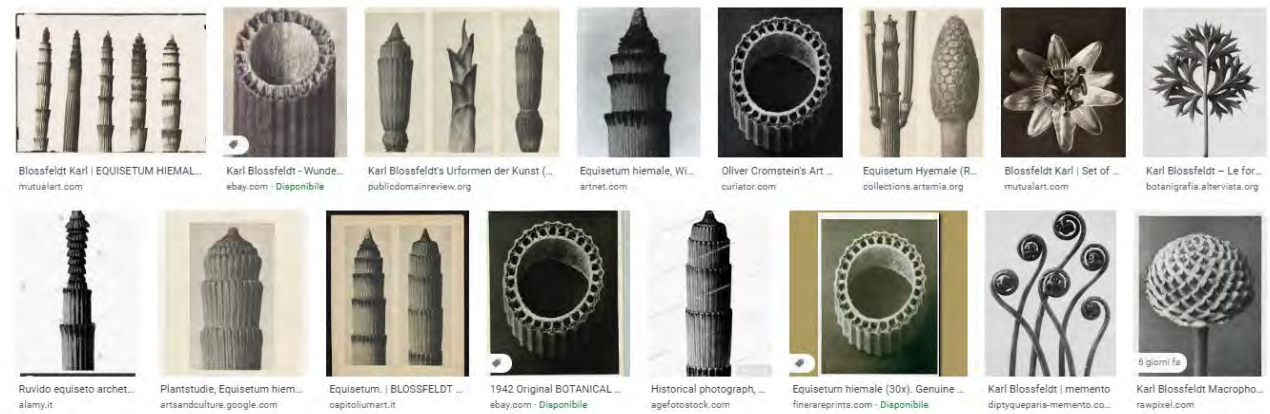 Blossfeldt Karl | EQUISETUM HIEMAL...
mutualart.com
Karl Blossfeldt - Wunde...
ebay.com · Disponibile
Karl Blossfeldt's Urformen der Kunst (...
publicdomainreview.org
Equisetum hiemale, Wi...
artnet.com
Oliver Cromstein's Art ...
curiator.com
Equisetum Hyemale (R...
collections.artsmia.org
Blossfeldt Karl | Set of ...
mutualart.com
Karl Blossfeldt – Le for...
botanigrafia.altervista.org
Ruvido equiseto archet...
alamy.it
Plantstudie, Equisetum hiem...
artsandculture.google.com
Equisetum. | BLOSSFELDT ...
capitoliumart.it
1942 Original BOTANICAL ...
ebay.com · Disponibile
Historical photograph, ...
agefotostock.com
Equisetum hiemale (30x). Genuine ...
finerareprints.com · Disponibile
Karl Blossfeldt | memento
diptyqueparis-memento.co...
6 giorni fa
Karl Blossfeldt Macropho...
rawpixel.com